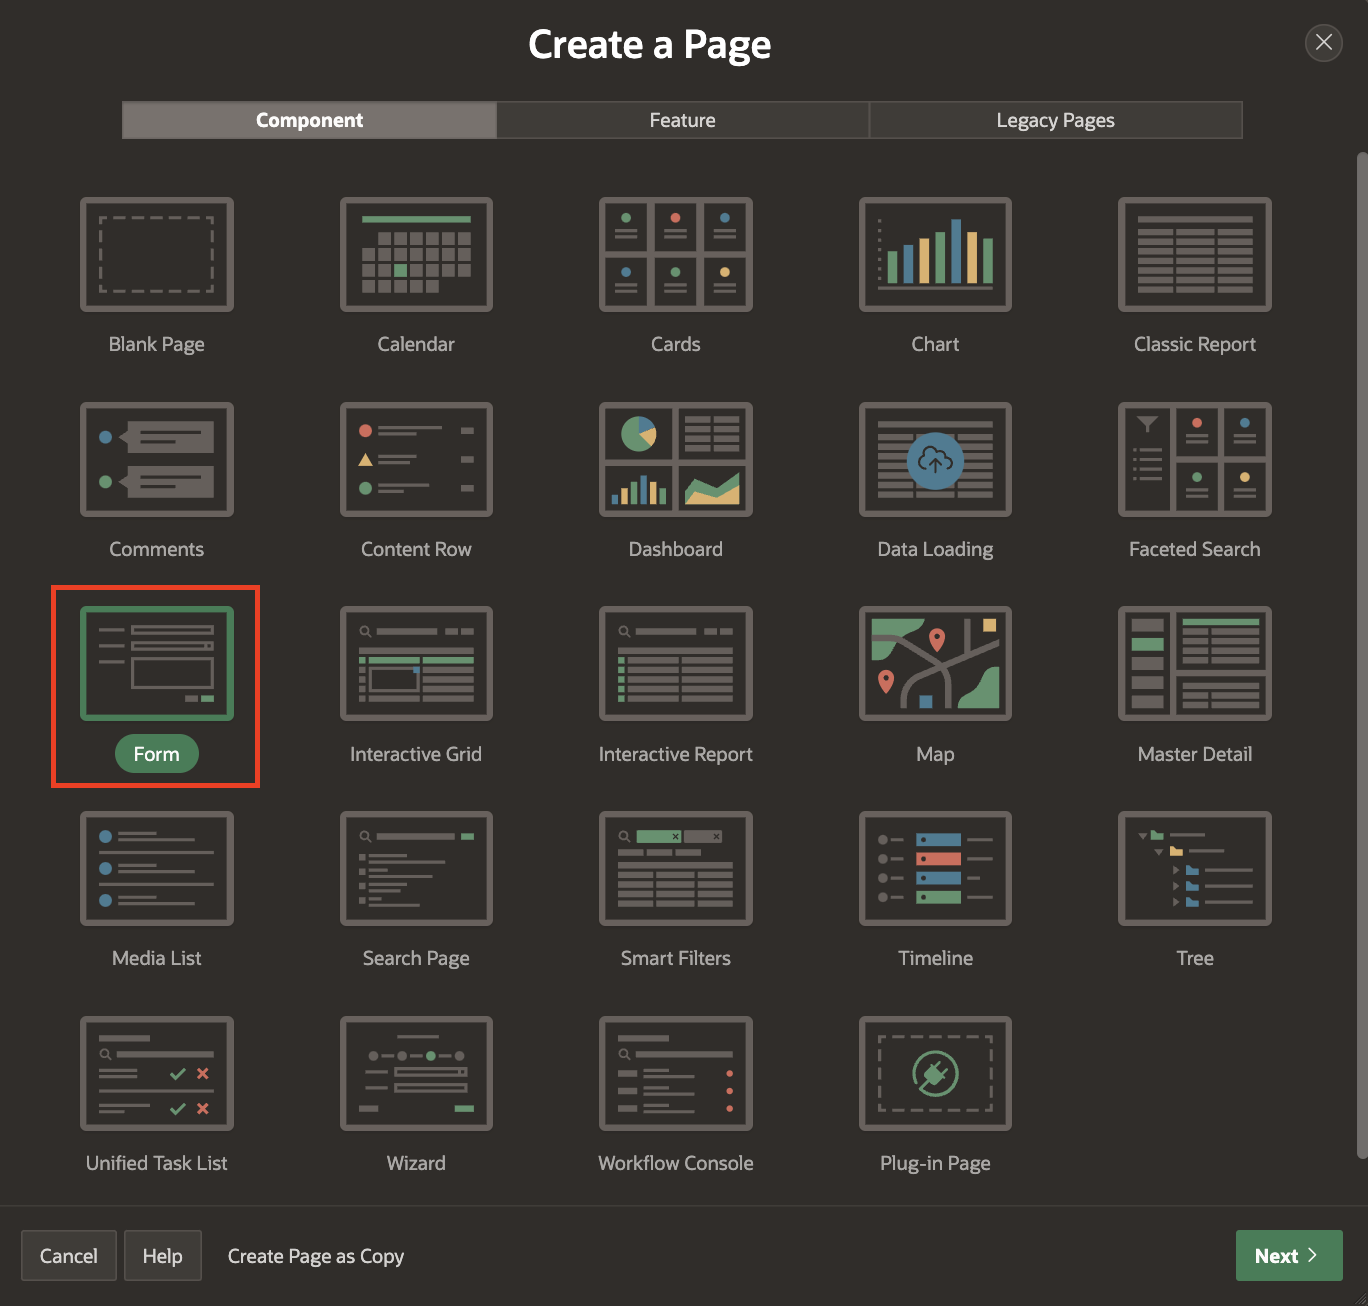 Create a Page
Component Feature Legacy Pages
Blank Page Calendar Cards Chart Classic Report
Comments Content Row Dashboard Data Loading Faceted Search
Form Interactive Grid Interactive Report Map Master Detail
Media List Search Page Smart Filters Timeline Tree
Unified Task List Wizard Workflow Console Plug-in Page
Cancel Help Create Page as Copy Next